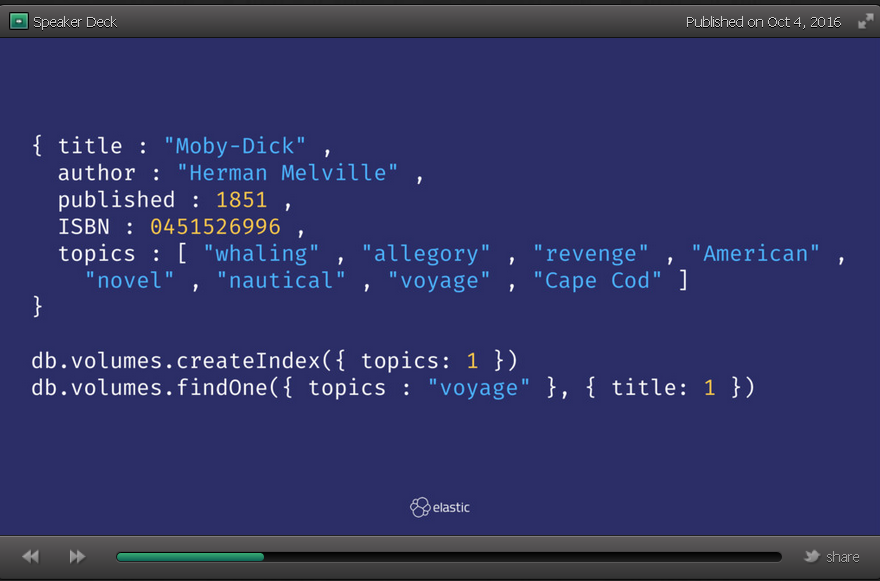 Speaker Deck
Published on Oct 4, 2016
{ title : "Moby-Dick" ,
author : "Herman Melville" ,
published : 1851 ,
ISBN : 0451526996 ,
topics : [ "whaling" , "allegory" , "revenge" , "American" ,
"novel" , "nautical" , "voyage" , "Cape Cod" ]
}
db.volumes.createIndex({ topics: 1 })
db.volumes.findOne({ topics : "voyage" }, { title: 1 })
elastic
share